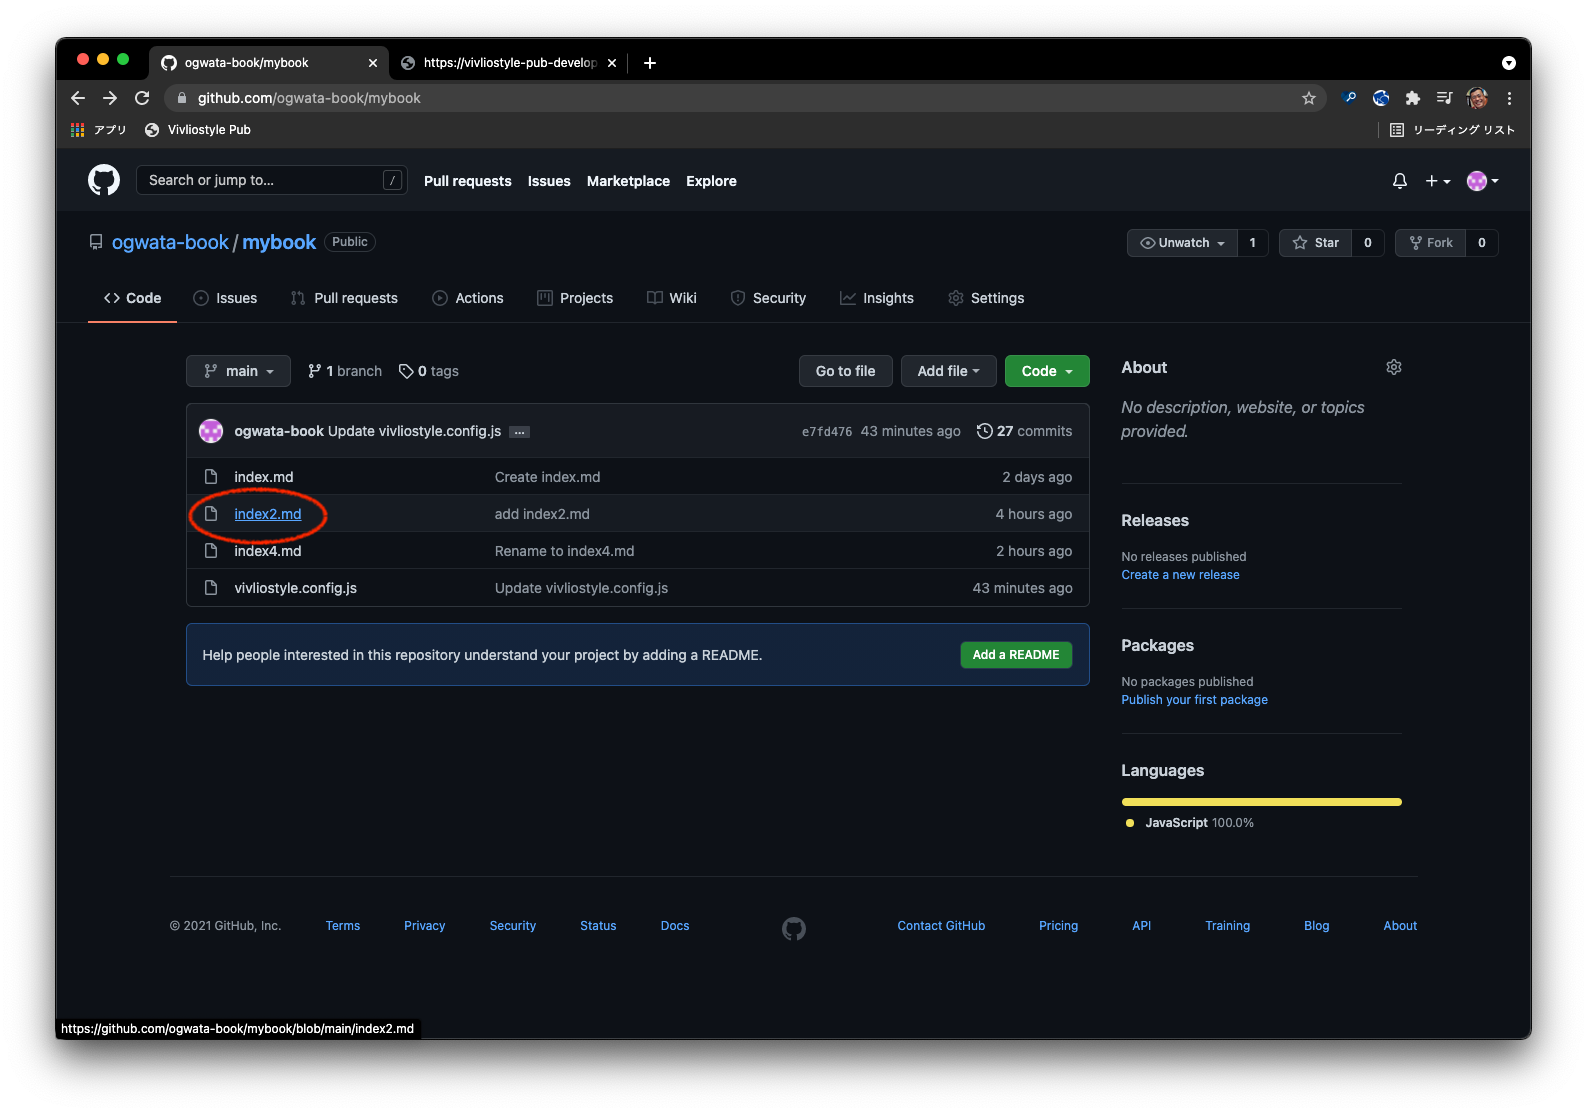 ogwata-book/mybook
https://vivliostyle-pub-develop
github.com/ogwata-book/mybook
アプリ
Vivliostyle Pub
リーディング リスト
Search or jump to...
/
Pull requests
Issues
Marketplace
Explore
ogwata-book / mybook
Public
Unwatch
1
Star
0
Fork
0
Code
Issues
Pull requests
Actions
Projects
Wiki
Security
Insights
Settings
main
1 branch
0 tags
Go to file
Add file
Code
ogwata-book Update vivliostyle.config.js
...
e7fd476
43 minutes ago
27 commits
index.md
Create index.md
2 days ago
index2.md
add index2.md
4 hours ago
index4.md
Rename to index4.md
2 hours ago
vivliostyle.config.js
Update vivliostyle.config.js
43 minutes ago
Help people interested in this repository understand your project by adding a README.
Add a README
About
No description, website, or topics
provided.
Releases
No releases published
Create a new release
Packages
No packages published
Publish your first package
Languages
JavaScript 100.0%
© 2021 GitHub, Inc.
Terms
Privacy
Security
Status
Docs
Contact GitHub
Pricing
API
Training
Blog
About
https://github.com/ogwata-book/mybook/blob/main/index2.md